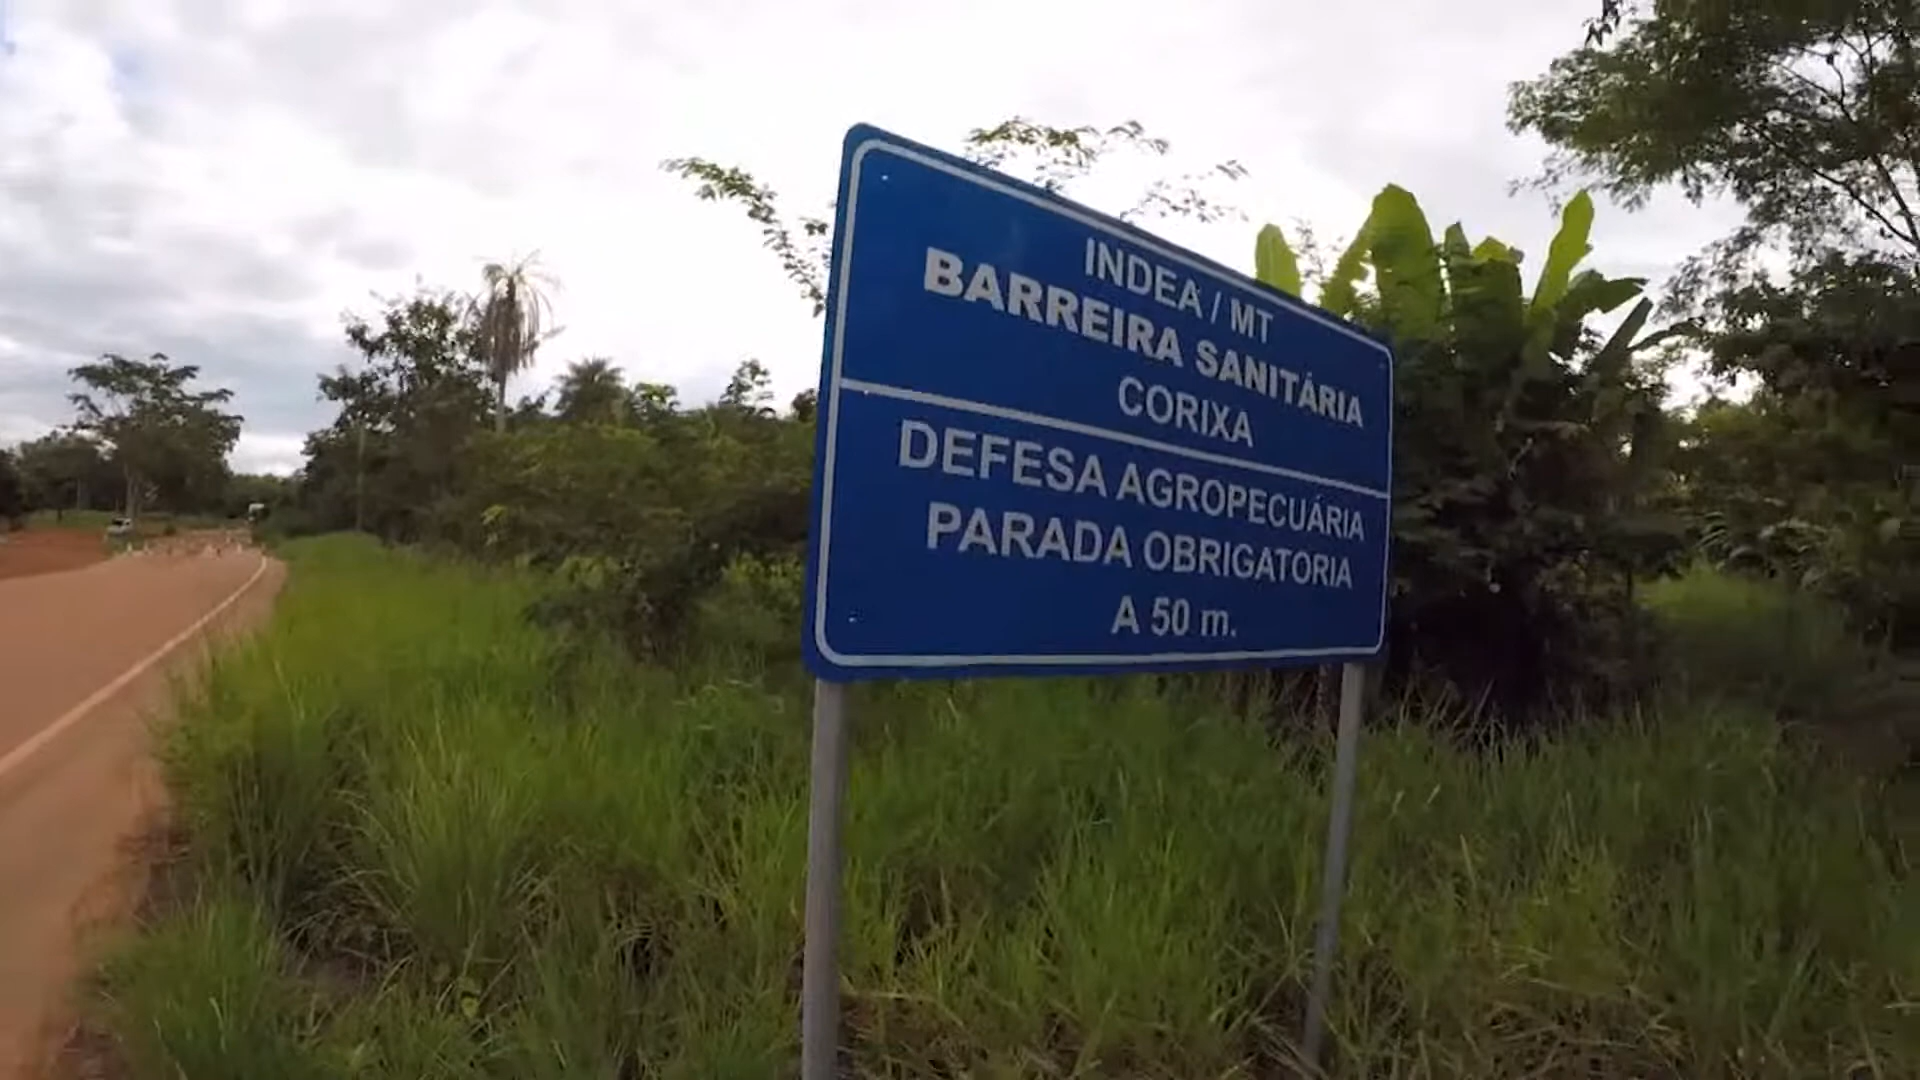 INDEA / MT
BARREIRA SANITÁRIA
CORIXA
DEFESA AGROPECUÁRIA
PARADA OBRIGATORIA
A 50 m.